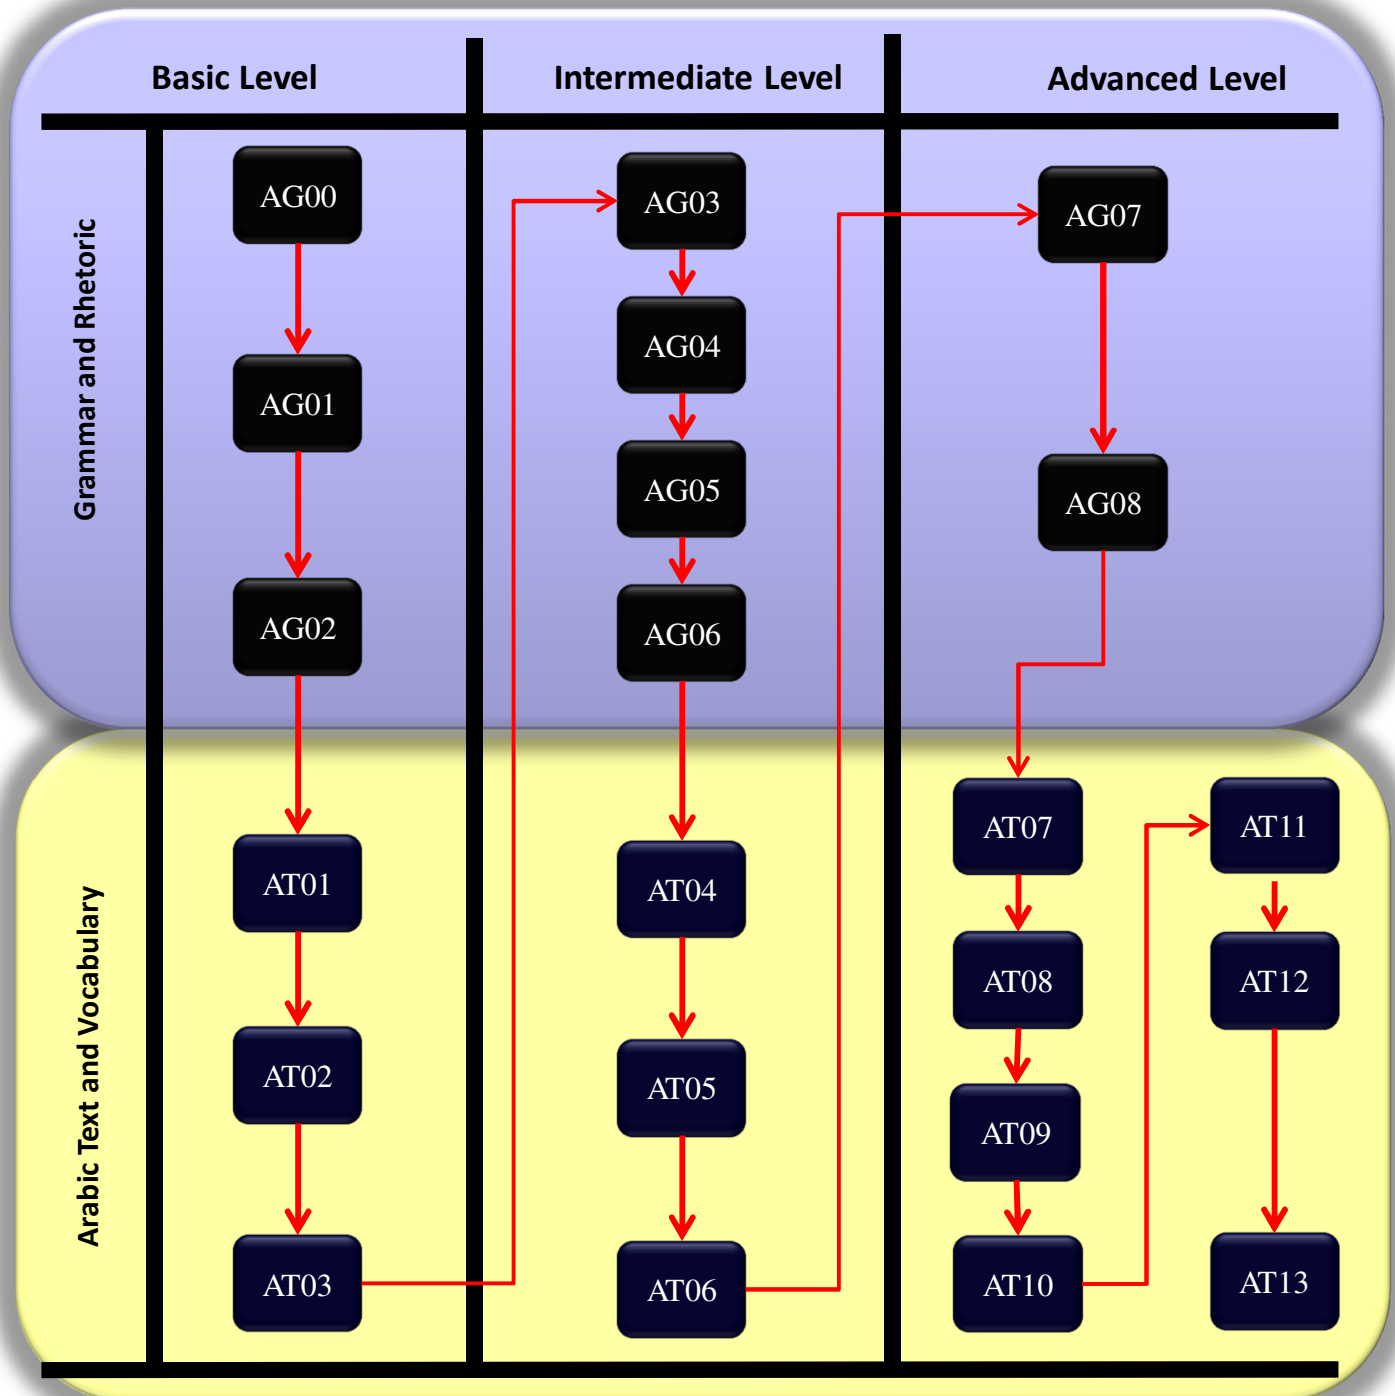 Basic Level
Intermediate Level
Advanced Level
Grammar and Rhetoric
AG00
AG01
AG02
AG03
AG04
AG05
AG06
AG07
AG08
Arabic Text and Vocabulary
AT01
AT02
AT03
AT04
AT05
AT06
AT07
AT08
AT09
AT10
AT11
AT12
AT13